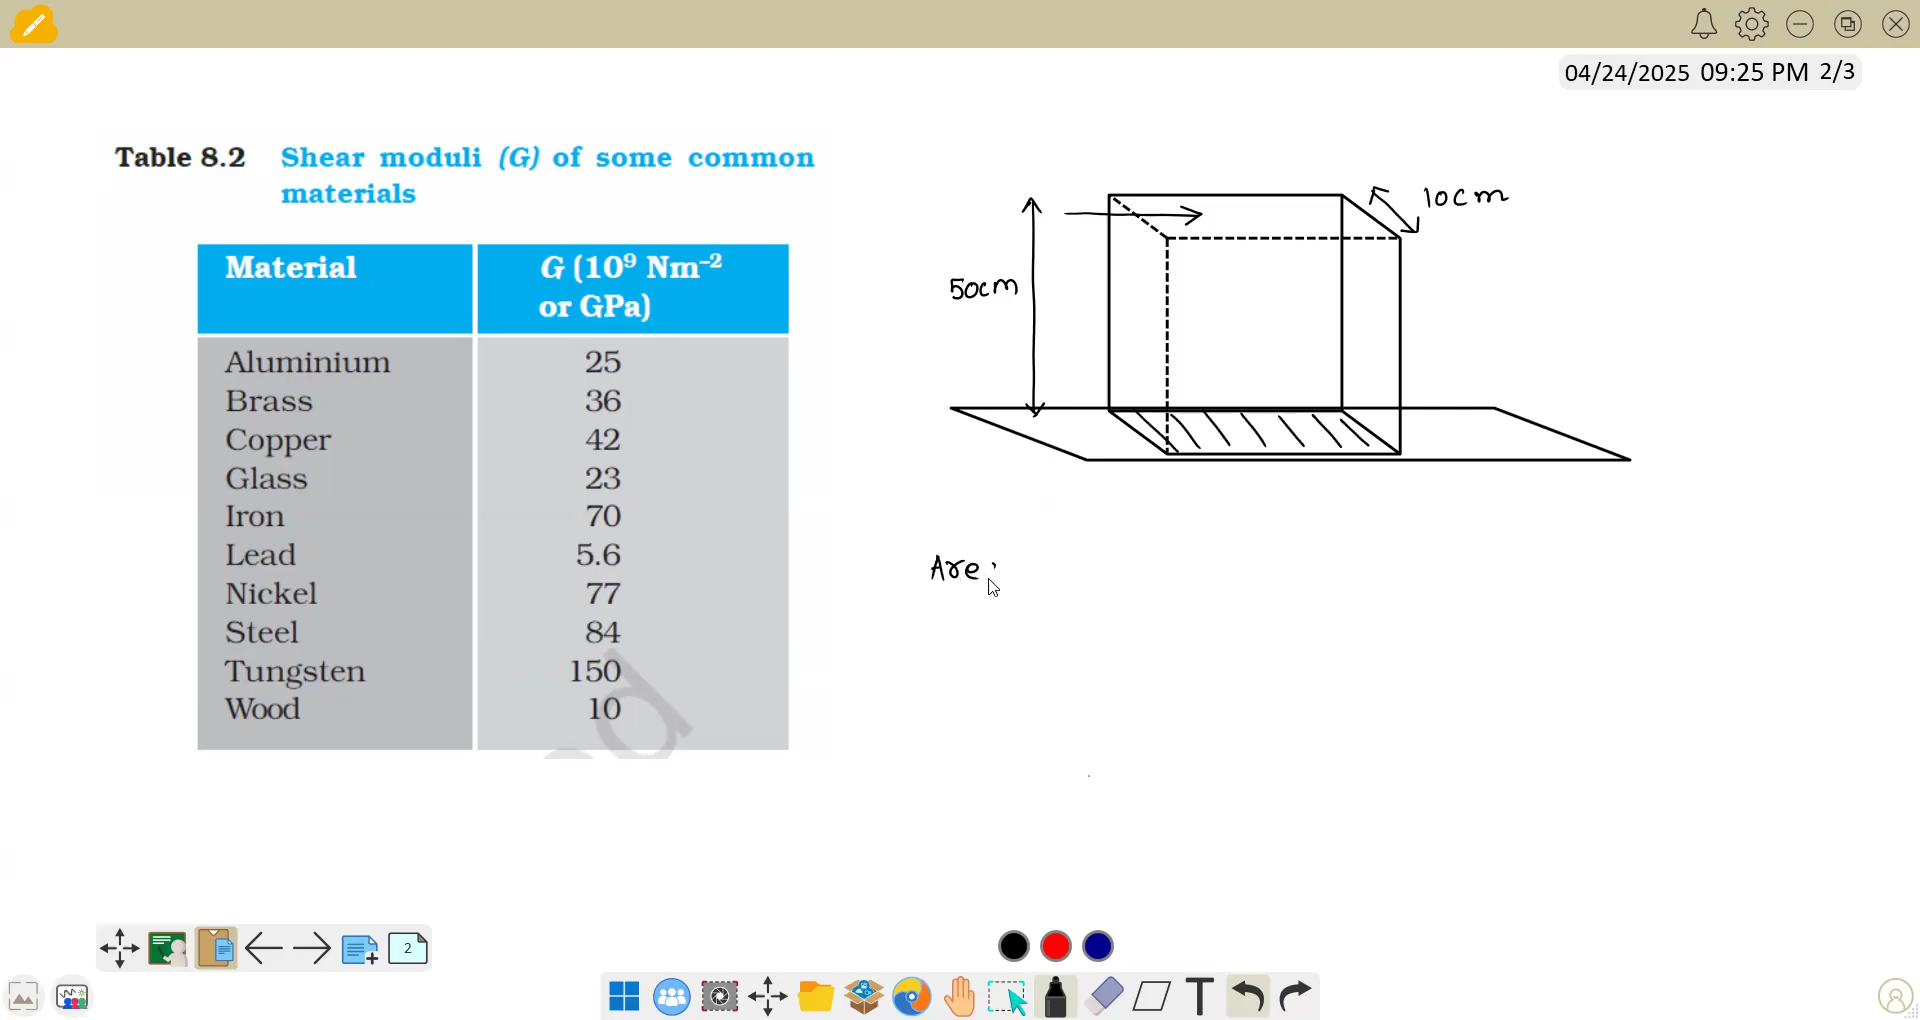 04/24/2025 09:25 PM 2/3
Table 8.2 Shear moduli (G) of some common
materials
Material G (10⁹ Nm⁻²
or GPa)
Aluminium 25
Brass 36
Copper 42
Glass 23
Iron 70
Lead 5.6
Nickel 77
Steel 84
Tungsten 150
Wood 10
10cm
50cm
Are
2
T